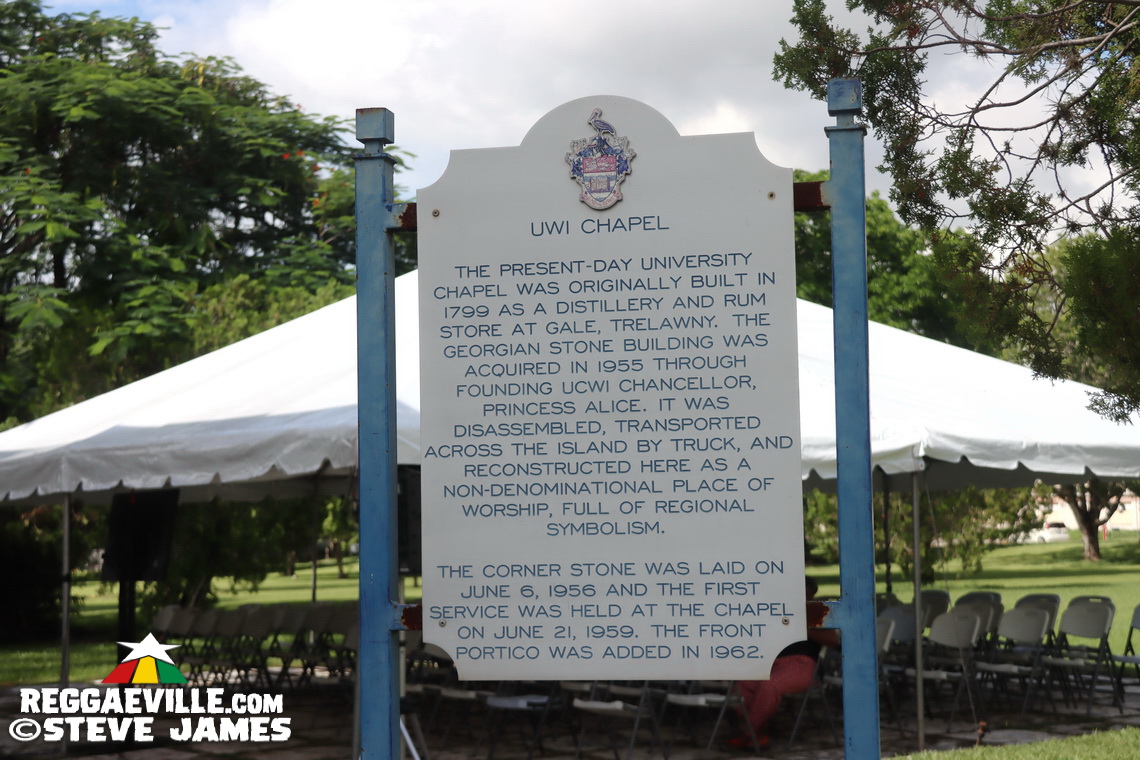 UWI CHAPEL
THE PRESENT-DAY UNIVERSITY
CHAPEL WAS ORIGINALLY BUILT IN
1799 AS A DISTILLERY AND RUM
STORE AT GALE, TRELAWNY. THE
GEORGIAN STONE BUILDING WAS
ACQUIRED IN 1955 THROUGH
FOUNDING UCWI CHANCELLOR,
PRINCESS ALICE. IT WAS
DISASSEMBLED, TRANSPORTED
ACROSS THE ISLAND BY TRUCK, AND
RECONSTRUCTED HERE AS A
NON-DENOMINATIONAL PLACE OF
WORSHIP, FULL OF REGIONAL
SYMBOLISM.
THE CORNER STONE WAS LAID ON
JUNE 6, 1956 AND THE FIRST
SERVICE WAS HELD AT THE CHAPEL
ON JUNE 21, 1959. THE FRONT
PORTICO WAS ADDED IN 1962.
REGGAEVILLE.COM
©STEVE JAMES